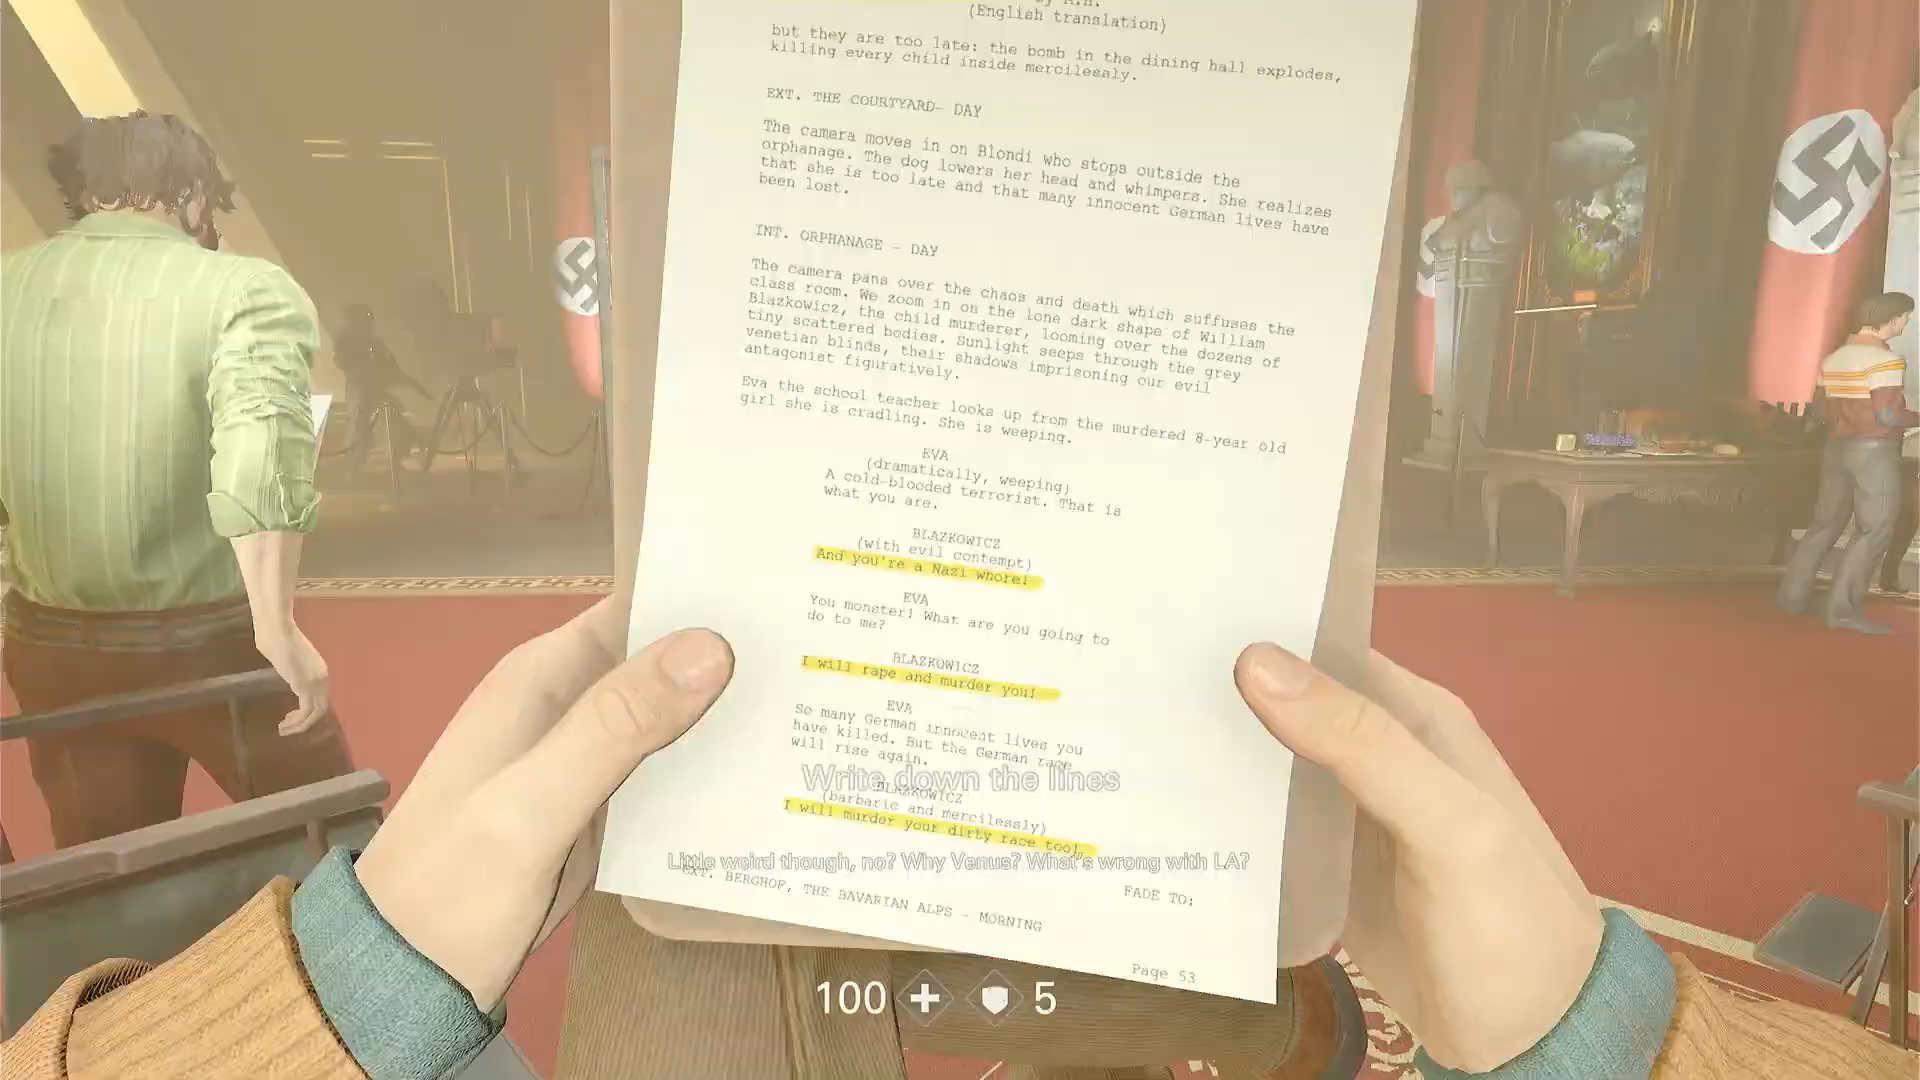 (English translation)
but they are too late: the bomb in the dining hall explodes,
killing every child inside mercilessly.
EXT. THE COURTYARD- DAY
The camera moves in on Blondi who stops outside the
orphanage. The dog lowers her head and whimpers. She realizes
that she is too late and that many innocent German lives have
been lost.
INT. ORPHANAGE - DAY
The camera pans over the chaos and death which suffuses the
class room. We zoom in on the lone dark shape of William
Blazkowicz, the child murderer, looming over the dozens of
tiny scattered bodies. Sunlight seeps through the grey
venetian blinds, their shadows imprisoning our evil
antagonist figuratively.
Eva the school teacher looks up from the murdered 8-year old
girl she is cradling. She is weeping.
EVA
(dramatically, weeping)
A cold-blooded terrorist. That is
what you are.
BLAZKOWICZ
(with evil contempt)
And you're a Nazi whore!
EVA
You monster! What are you going to
do to me?
BLAZKOWICZ
I will rape and murder you!
EVA
So many German innocent lives you
have killed. But the German race
will rise again.
Write down the lines
BLAZKOWICZ
(barbaric and mercilessly)
I will murder your dirty race too!
Little weird though, no? Why Venus? What's wrong with LA?
FADE TO:
EXT. BERGHOF, THE BAVARIAN ALPS - MORNING
Page 53
100 5